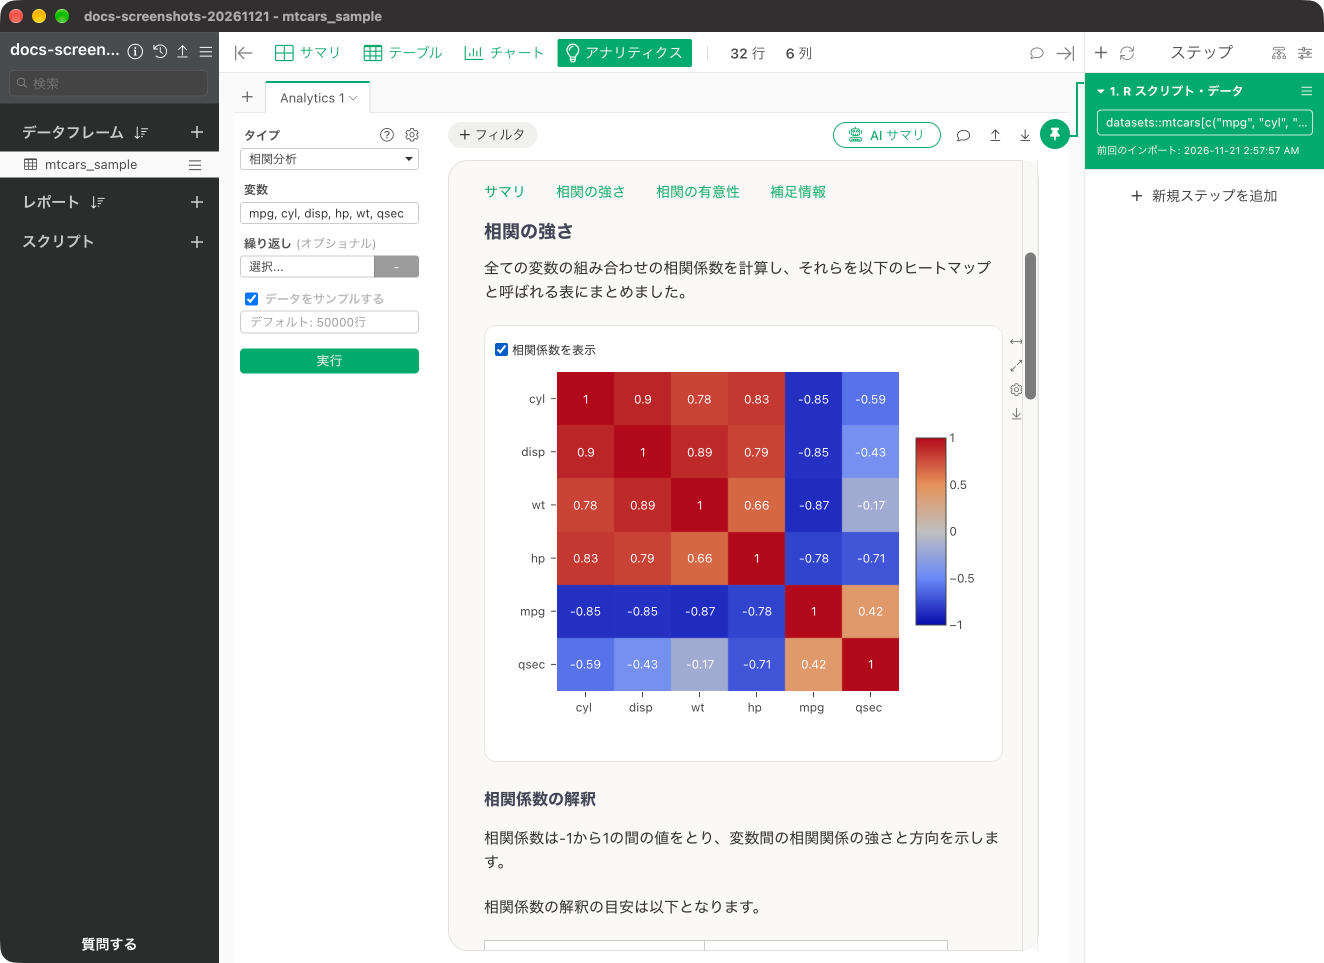 docs-screenshots-20261121 - mtcars_sample
docs-screen...
検索
データフレーム
mtcars_sample
レポート
スクリプト
質問する
サマリ
テーブル
チャート
アナリティクス
32 行
6 列
Analytics 1
タイプ
相関分析
変数
mpg, cyl, disp, hp, wt, qsec
繰り返し (オプショナル)
選択...
-
データをサンプルする
デフォルト: 50000行
実行
+ フィルタ
AI サマリ
サマリ
相関の強さ
相関の有意性
補足情報
相関の強さ
全ての変数の組み合わせの相関係数を計算し、それらを以下のヒートマップ
と呼ばれる表にまとめました。
相関係数を表示
cyl 1 0.9 0.78 0.83 -0.85 -0.59
disp 0.9 1 0.89 0.79 -0.85 -0.43
wt 0.78 0.89 1 0.66 -0.87 -0.17
hp 0.83 0.79 0.66 1 -0.78 -0.71
mpg -0.85 -0.85 -0.87 -0.78 1 0.42
qsec -0.59 -0.43 -0.17 -0.71 0.42 1
cyl disp wt hp mpg qsec
1
0.5
0
−0.5
−1
相関係数の解釈
相関係数は-1から1の間の値をとり、変数間の相関関係の強さと方向を示しま
す。
相関係数の解釈の目安は以下となります。
ステップ
1. R スクリプト・データ
datasets::mtcars[c("mpg", "cyl", "...
前回のインポート: 2026-11-21 2:57:57 AM
+ 新規ステップを追加